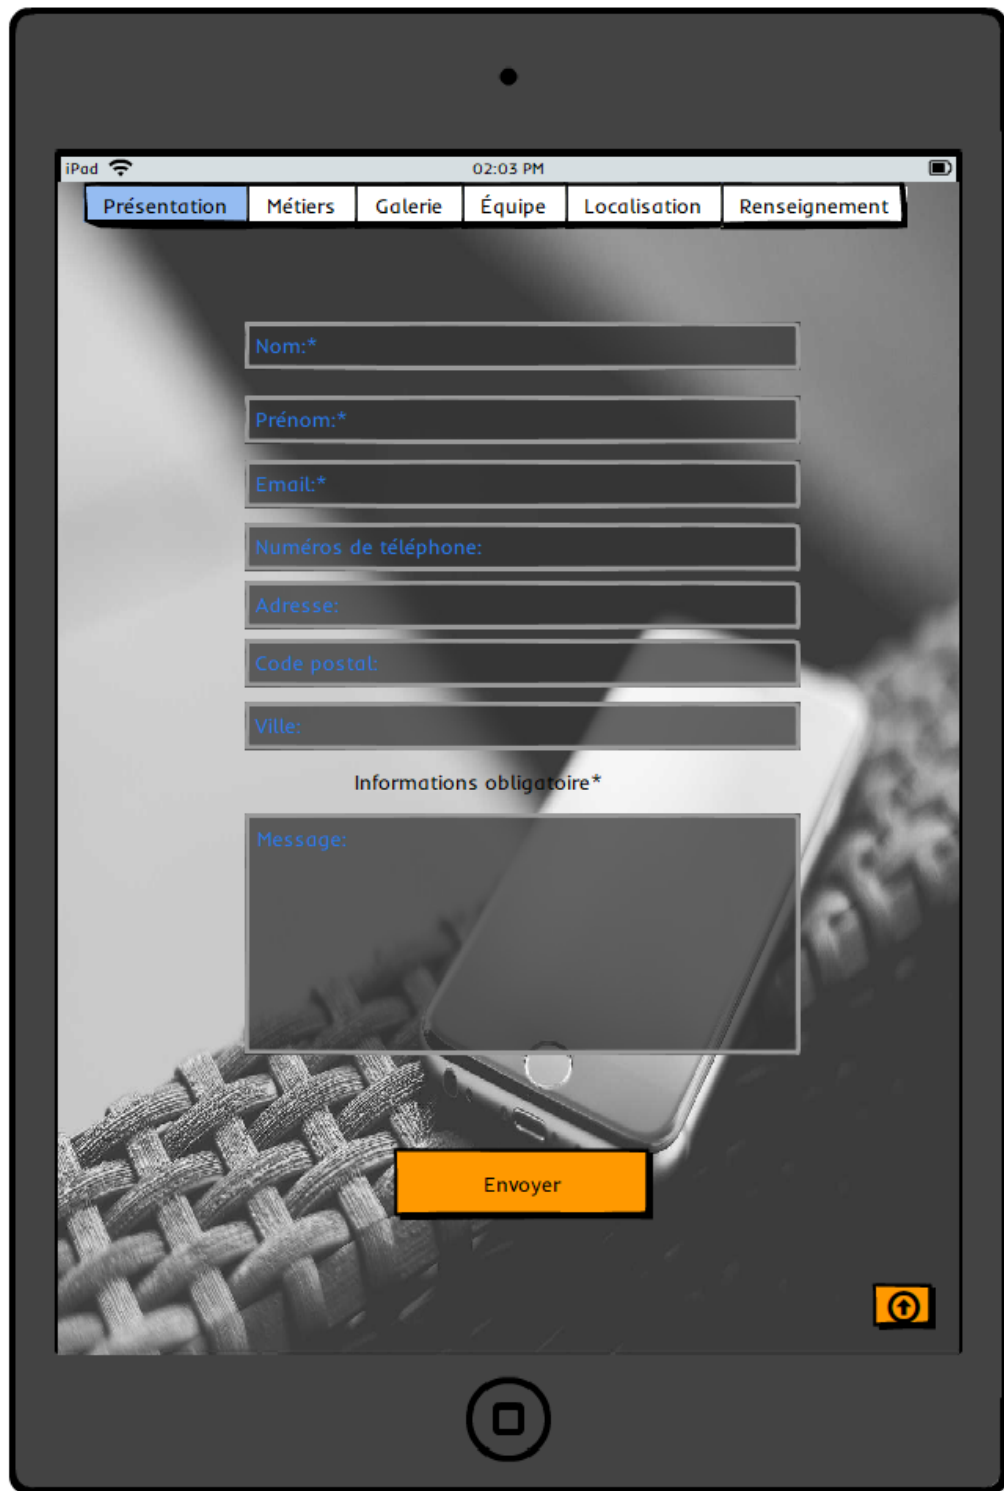 iPad 02:03 PM
Présentation Métiers Galerie Équipe Localisation Renseignement
Nom:*
Prénom:*
Email:*
Numéros de téléphone:
Adresse:
Code postal:
Ville:
Informations obligatoire*
Message:
Envoyer